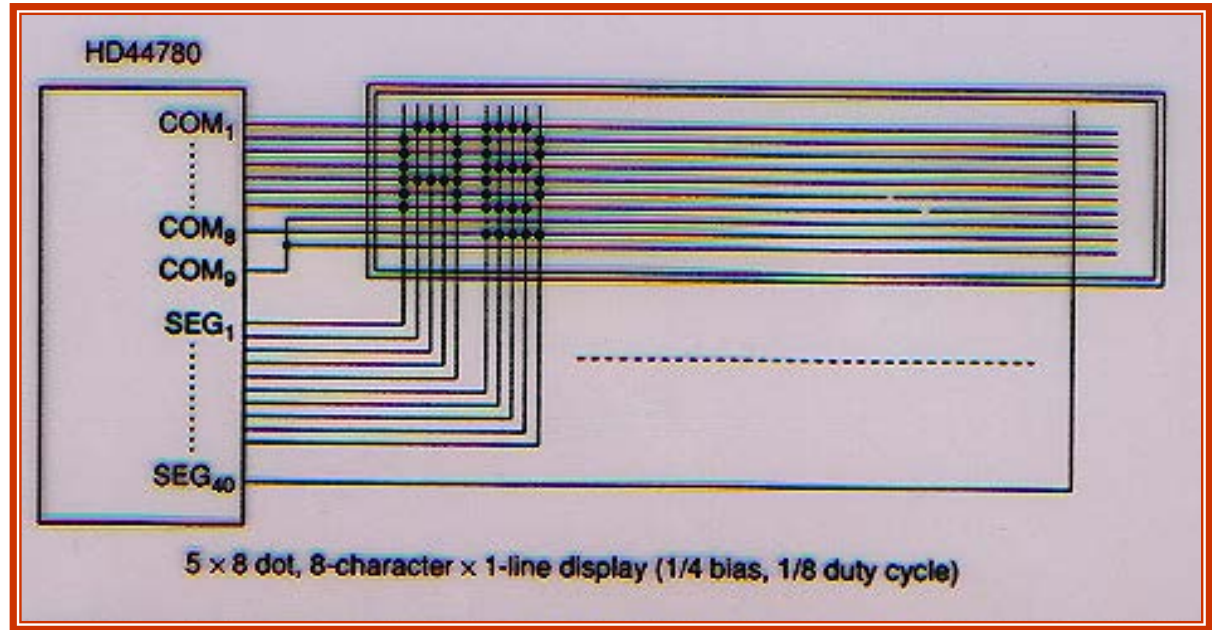 HD44780
COM₁
COM₈
COM₉
SEG₁
SEG₄₀
5 × 8 dot, 8-character × 1-line display (1/4 bias, 1/8 duty cycle)